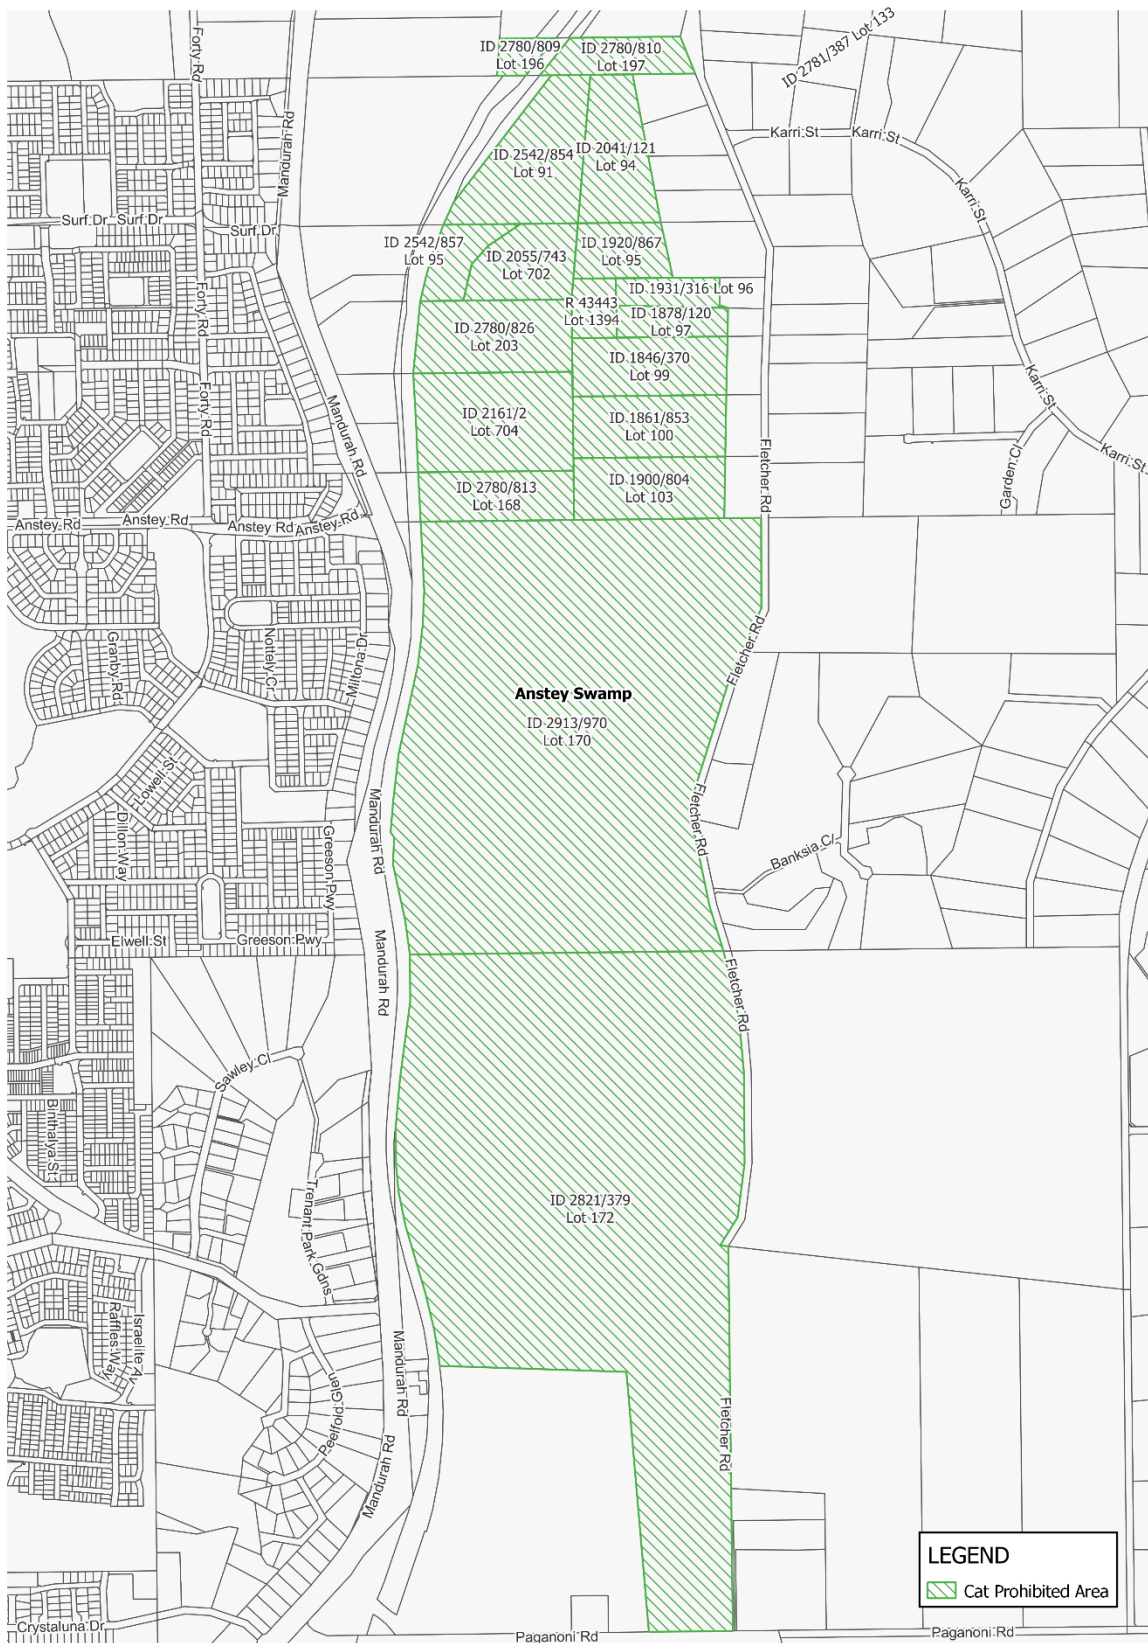 ID 2780/809
Lot 196
ID 2780/810
Lot 197
ID 2781/387 Lot 133
Forty Rd
Mandurah Rd
Karri St
Karri St
ID 2542/854
Lot 91
ID 2041/121
Lot 94
Karri St
Surf Dr
Surf Dr
Surf Dr
ID 2542/857
Lot 95
ID 2055/743
Lot 702
ID 1920/867
Lot 95
ID 1931/316 Lot 96
R 43443
Lot 1394
ID 1878/120
Lot 97
Forty Rd
ID 2780/826
Lot 203
ID 1846/370
Lot 99
Karri St
Forty Rd
Mandurah Rd
ID 2161/2
Lot 704
ID 1861/853
Lot 100
Karri St
Fletcher Rd
Garden Cl
ID 2780/813
Lot 168
ID 1900/804
Lot 103
Anstey Rd
Anstey Rd
Anstey Rd
Anstey Rd
Granby Rd
Nottely Cr
Milton Dr
Fletcher Rd
Anstey Swamp
ID 2913/970
Lot 170
Lowell St
Dillon Way
Greeson Pwy
Mandurah Rd
Fletcher Rd
Banksia Cl
Elwell St
Greeson Pwy
Mandurah Rd
Fletcher Rd
Sawley Cl
Binthalya St
Trenant Park Gdns
ID 2821/379
Lot 172
Raffles Way
Israelite Av
Peelford Glen
Mandurah Rd
Fletcher Rd
Mandurah Rd
LEGEND
Cat Prohibited Area
Crystaluna Dr
Paganoni Rd
Paganoni Rd